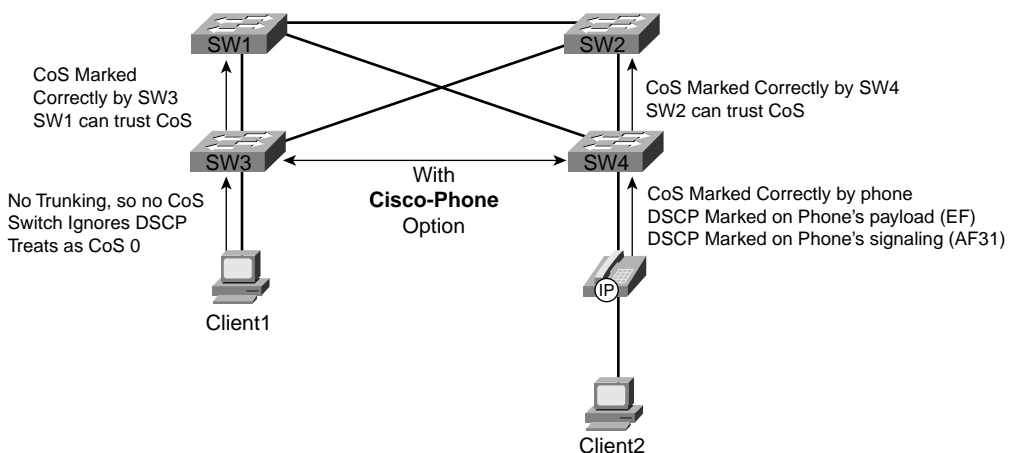 SW1
SW2
CoS Marked
Correctly by SW3
SW1 can trust CoS
CoS Marked Correctly by SW4
SW2 can trust CoS
SW3
SW4
With
Cisco-Phone
Option
No Trunking, so no CoS
Switch Ignores DSCP
Treats as CoS 0
CoS Marked Correctly by phone
DSCP Marked on Phone's payload (EF)
DSCP Marked on Phone's signaling (AF31)
IP
Client1
Client2